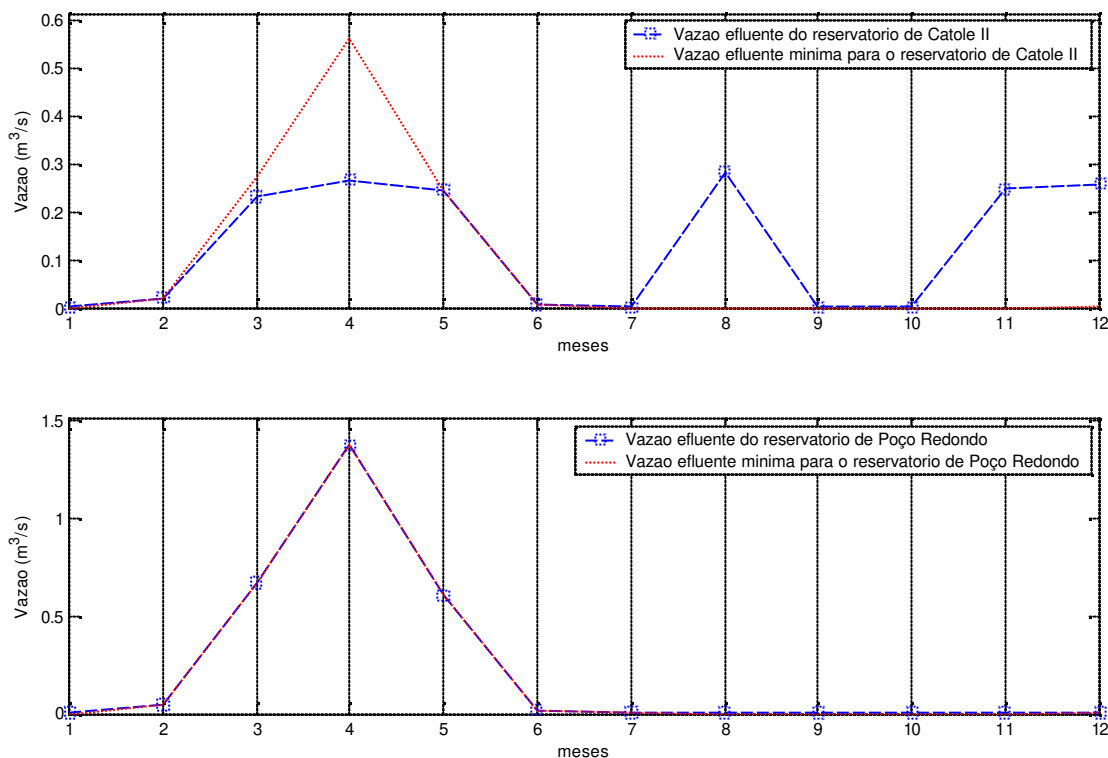 0.6
0.5
0.4
0.3
0.2
0.1
0
Vazao (m³/s)
Vazao efluente do reservatorio de Catole II
Vazao efluente minima para o reservatorio de Catole II
1 2 3 4 5 6 7 8 9 10 11 12
meses
1.5
1
0.5
0
Vazao (m³/s)
Vazao efluente do reservatorio de Poço Redondo
Vazao efluente minima para o reservatorio de Poço Redondo
1 2 3 4 5 6 7 8 9 10 11 12
meses